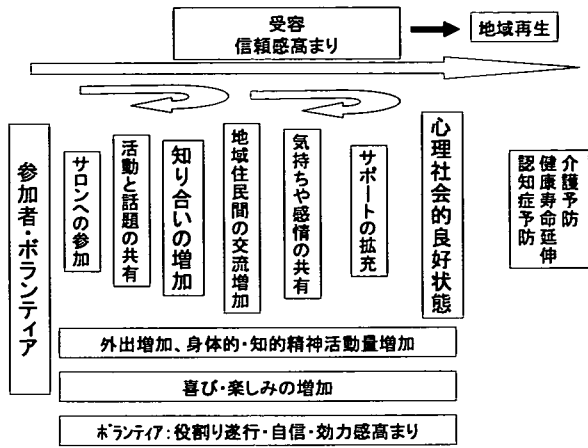 受容
信頼感高まり
地域再生
参加者・ボランティア
サロンへの参加
活動と話題の共有
知り合いの増加
地域住民間の交流増加
気持ちや感情の共有
サポートの拡充
心理社会的良好状態
介護予防
健康寿命延伸
認知症予防
外出増加、身体的・知的精神活動量増加
喜び・楽しみの増加
ボランティア：役割り遂行・自信・効力感高まり